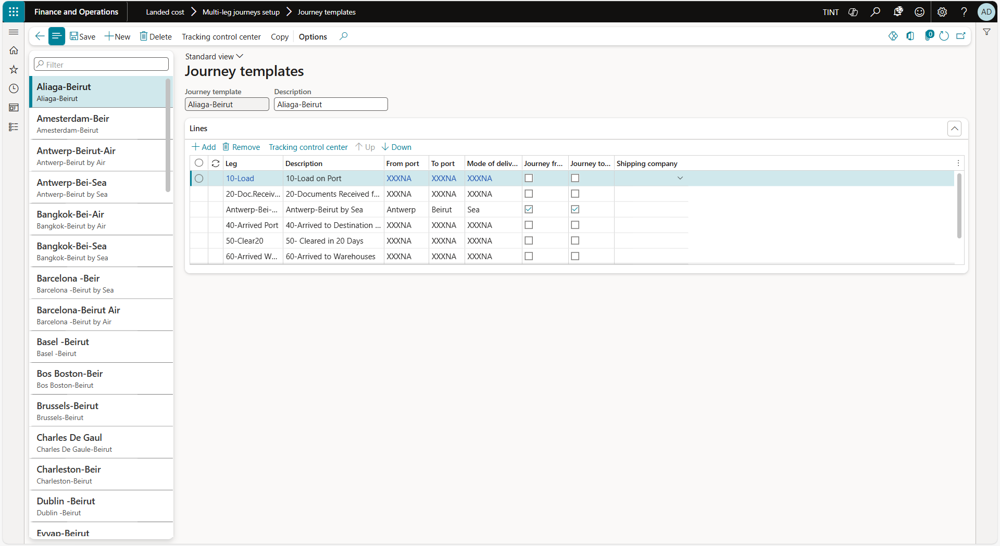 Finance and Operations
Landed cost
Multi-leg journeys setup
Journey templates
TINT
32
AD
Save
New
Delete
Tracking control center
Copy
Options
0
Filter
Aliaga-Beirut
Aliaga-Beirut
Amesterdam-Beir
Amesterdam-Beirut
Antwerp-Beirut-Air
Antwerp-Beirut by Air
Antwerp-Bei-Sea
Antwerp-Beirut by Sea
Bangkok-Bei-Air
Bangkok-Beirut by Air
Bangkok-Bei-Sea
Bangkok-Beirut by Sea
Barcelona -Beir
Barcelona -Beirut by Sea
Barcelona-Beirut Air
Barcelona -Beirut by Air
Basel -Beirut
Basel -Beirut
Bos Boston-Beir
Bos Boston-Beirut
Brussels-Beirut
Brussels-Beirut
Charles De Gaul
Charles De Gaule-Beirut
Charleston-Beir
Charleston-Beirut
Dublin -Beirut
Dublin -Beirut
Evyap-Beirut
Standard view
Journey templates
Journey template
Description
Aliaga-Beirut
Aliaga-Beirut
Lines
Add
Remove
Tracking control center
Up
Down
Leg Description From port To port Mode of deliv... Journey fr... Journey to... Shipping company
10-Load 10-Load on Port XXXNA XXXNA XXXNA
20-Doc.Receiv... 20-Documents Received f... XXXNA XXXNA XXXNA
Antwerp-Bei-... Antwerp-Beirut by Sea Antwerp Beirut Sea
40-Arrived Port 40-Arrived to Destination ... XXXNA XXXNA XXXNA
50-Clear20 50- Cleared in 20 Days XXXNA XXXNA XXXNA
60-Arrived W... 60-Arrived to Warehouses XXXNA XXXNA XXXNA